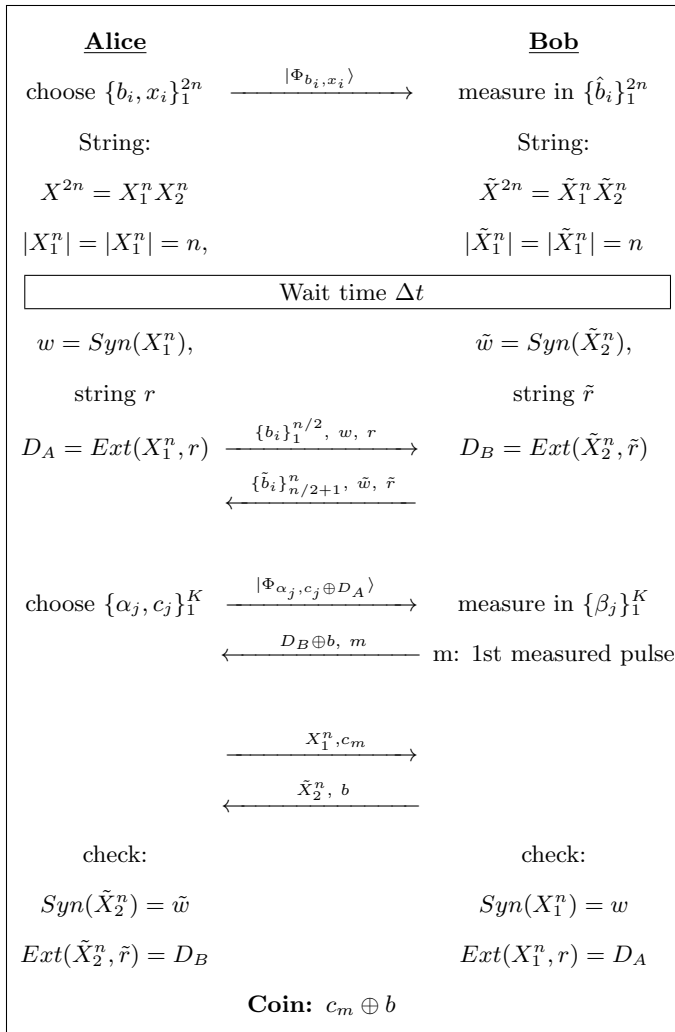 Alice Bob
choose {b_i, x_i}_1^{2n} |Φ_{b_i,x_i}⟩ measure in {b̂_i}_1^{2n}
String: String:
X^{2n} = X_1^n X_2^n X̃^{2n} = X̃_1^n X̃_2^n
|X_1^n| = |X_1^n| = n, |X̃_1^n| = |X̃_1^n| = n
Wait time Δt
w = Syn(X_1^n), w̃ = Syn(X̃_2^n),
string r string r̃
D_A = Ext(X_1^n, r) {b_i}_1^{n/2}, w, r D_B = Ext(X̃_2^n, r̃)
{b̃_i}_{n/2+1}^n, w̃, r̃
choose {α_j, c_j}_1^K |Φ_{α_j,c_j⊕D_A}⟩ measure in {β_j}_1^K
D_B⊕b, m m: 1st measured pulse
X_1^n,c_m
X̃_2^n, b
check: check:
Syn(X̃_2^n) = w̃ Syn(X_1^n) = w
Ext(X̃_2^n, r̃) = D_B Ext(X_1^n, r) = D_A
Coin: c_m ⊕ b